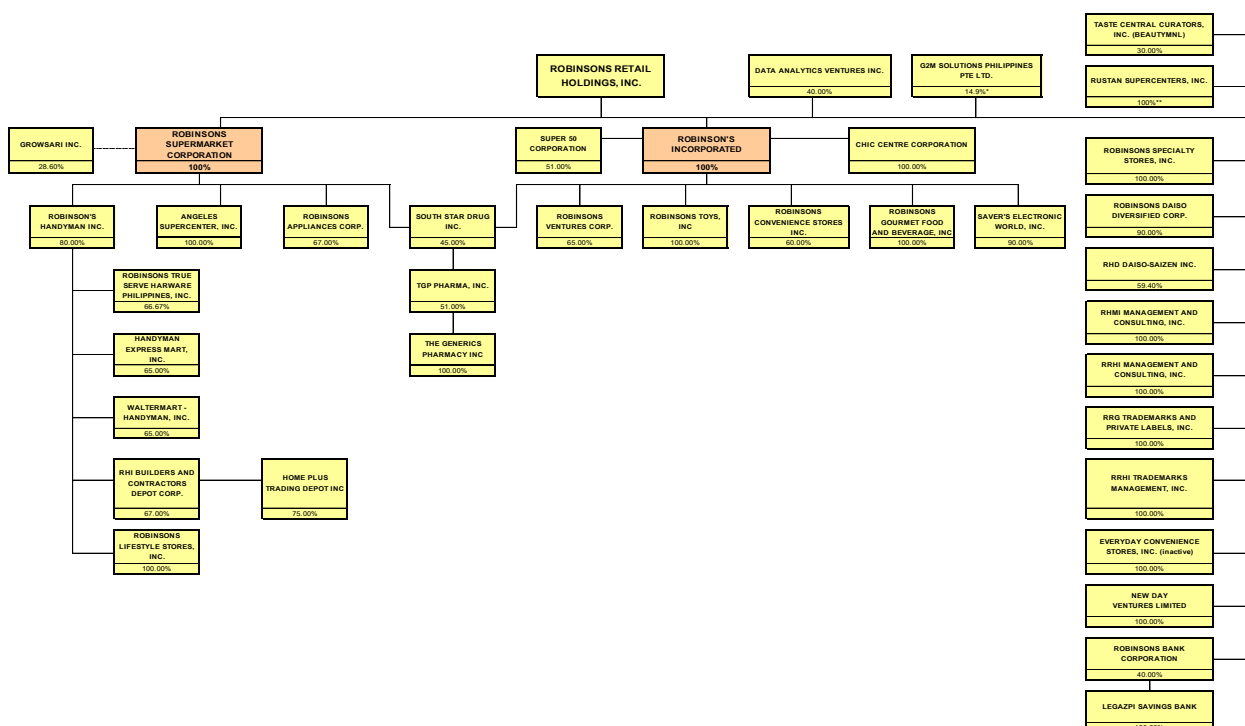 TASTE CENTRAL CURATORS,
INC. (BEAUTYMNL)
30.00%
ROBINSONS RETAIL
HOLDINGS, INC.
DATA ANALYTICS VENTURES INC.
40.00%
G2M SOLUTIONS PHILIPPINES
PTE LTD.
14.9%*
RUSTAN SUPERCENTERS, INC.
100%**
GROWSARI INC.
28.60%
ROBINSONS
SUPERMARKET
CORPORATION
100%
SUPER 50
CORPORATION
51.00%
ROBINSON'S
INCORPORATED
100%
CHIC CENTRE CORPORATION
100.00%
ROBINSONS SPECIALTY
STORES, INC.
100.00%
ROBINSON'S
HANDYMAN INC.
80.00%
ANGELES
SUPERCENTER, INC.
100.00%
ROBINSONS
APPLIANCES CORP.
67.00%
SOUTH STAR DRUG
INC.
45.00%
ROBINSONS
VENTURES CORP.
65.00%
ROBINSONS TOYS,
INC
100.00%
ROBINSONS
CONVENIENCE STORES
INC.
60.00%
ROBINSONS
GOURMET FOOD
AND BEVERAGE, INC
100.00%
SAVER'S ELECTRONIC
WORLD, INC.
90.00%
ROBINSONS DAISO
DIVERSIFIED CORP.
90.00%
ROBINSONS TRUE
SERVE HARWARE
PHILIPPINES, INC.
66.67%
TGP PHARMA, INC.
51.00%
RHD DAISO-SAIZEN INC.
59.40%
HANDYMAN
EXPRESS MART,
INC.
65.00%
THE GENERICS
PHARMACY INC
100.00%
RHMI MANAGEMENT AND
CONSULTING, INC.
100.00%
RRHI MANAGEMENT AND
CONSULTING, INC.
100.00%
WALTERMART -
HANDYMAN, INC.
65.00%
RRG TRADEMARKS AND
PRIVATE LABELS, INC.
100.00%
RHI BUILDERS AND
CONTRACTORS
DEPOT CORP.
67.00%
HOME PLUS
TRADING DEPOT INC
75.00%
RRHI TRADEMARKS
MANAGEMENT, INC.
100.00%
ROBINSONS
LIFESTYLE STORES,
INC.
100.00%
EVERYDAY CONVENIENCE
STORES, INC. (inactive)
100.00%
NEW DAY
VENTURES LIMITED
100.00%
ROBINSONS BANK
CORPORATION
40.00%
LEGAZPI SAVINGS BANK